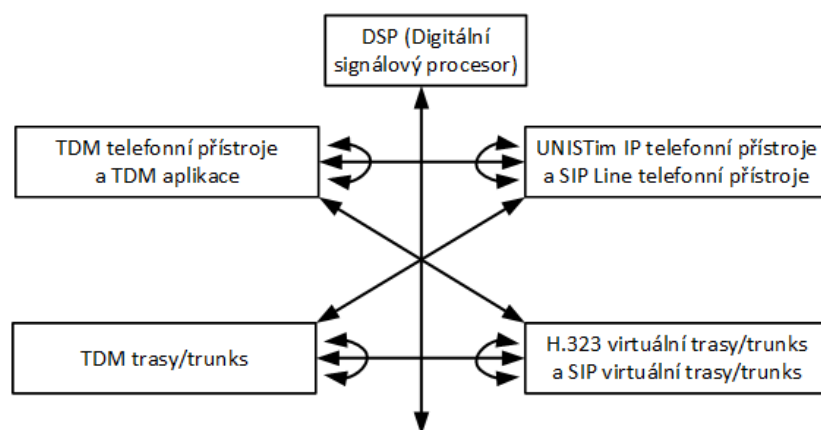 DSP (Digitální
signálový procesor)
TDM telefonní přístroje
a TDM aplikace
UNISTim IP telefonní přístroje
a SIP Line telefonní přístroje
TDM trasy/trunks
H.323 virtuální trasy/trunks
a SIP virtuální trasy/trunks